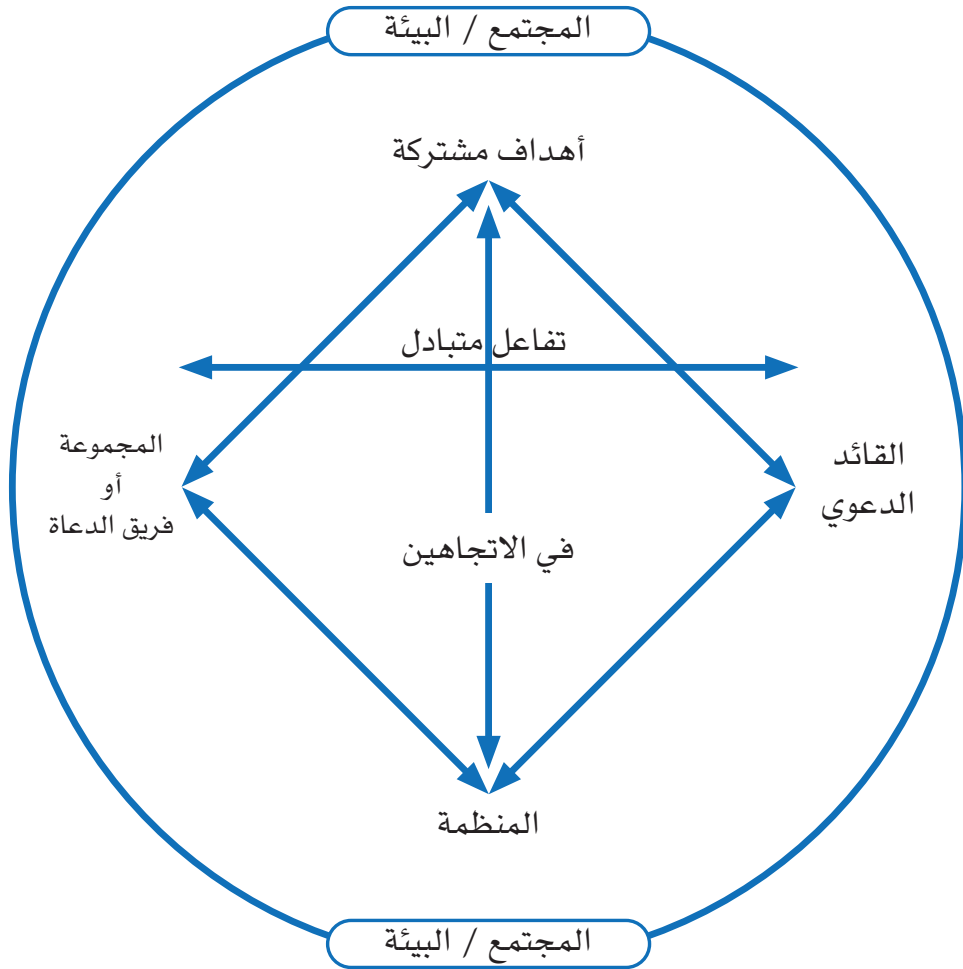 المجتمع / البيئة
أهداف مشتركة
تفاعل متبادل
القائد
الدعوي
المجموعة
أو
فريق الدعاة
في الاتجاهين
المنظمة
المجتمع / البيئة